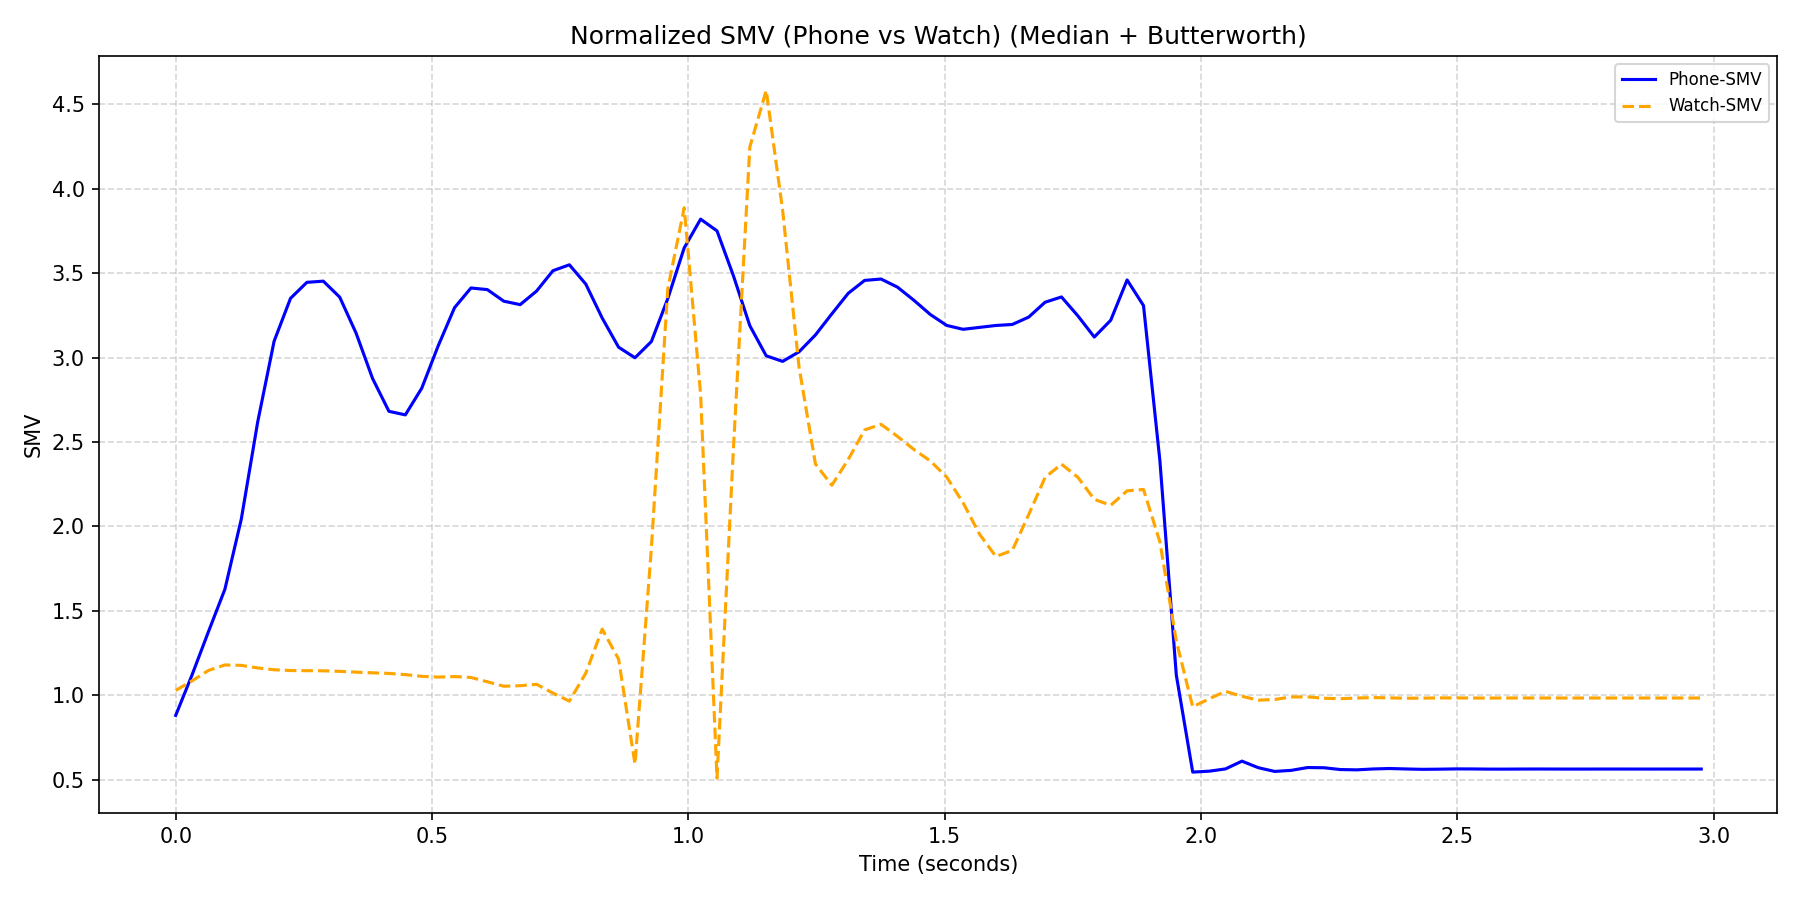 Normalized SMV (Phone vs Watch) (Median + Butterworth)
Phone-SMV
Watch-SMV
4.5
4.0
3.5
3.0
2.5
2.0
1.5
1.0
0.5
SMV
0.0 0.5 1.0 1.5 2.0 2.5 3.0
Time (seconds)